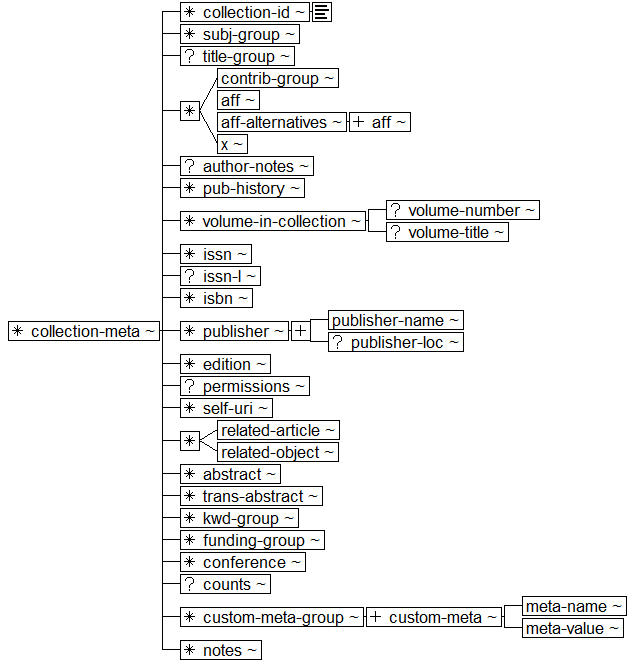 * collection-id ~
* subj-group ~
? title-group ~
contrib-group ~
aff ~
*
aff-alternatives ~ + aff ~
x ~
? author-notes ~
* pub-history ~
? volume-number ~
* volume-in-collection ~
? volume-title ~
* issn ~
? issn-l ~
* isbn ~
publisher-name ~
* collection-meta ~ * publisher ~ +
? publisher-loc ~
* edition ~
? permissions ~
* self-uri ~
related-article ~
*
related-object ~
* abstract ~
* trans-abstract ~
* kwd-group ~
* funding-group ~
* conference ~
? counts ~
meta-name ~
* custom-meta-group ~ + custom-meta ~
meta-value ~
* notes ~